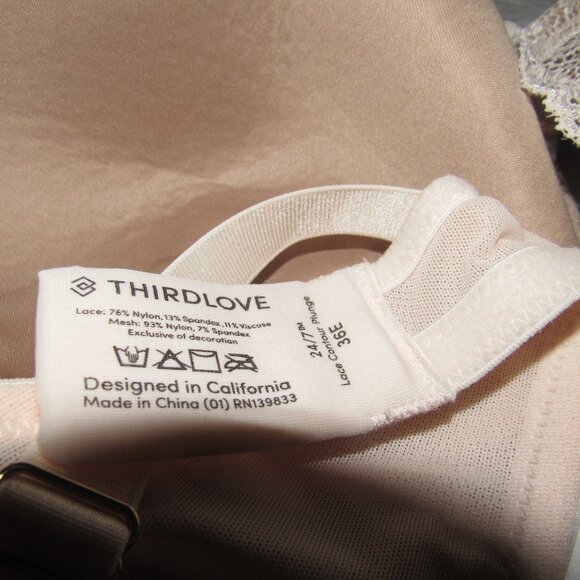 THIRDLOVE
Lace: 76% Nylon, 13% Spandex, 11% Viscose
Mesh: 93% Nylon, 7% Spandex
Exclusive of decoration
Designed in California
Made in China (01) RN139833
24/7™
Lace Contour Plunge
36E